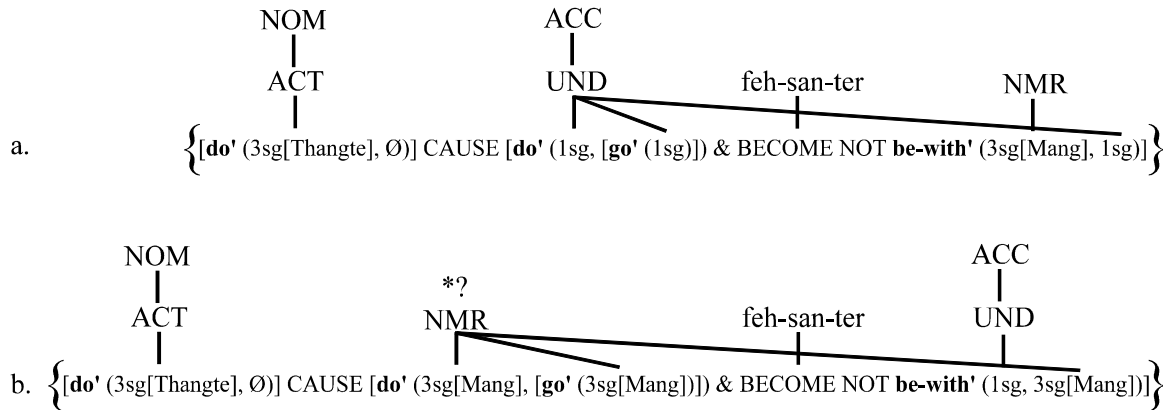 NOM ACC
ACT UND feh-san-ter NMR
a. {[do' (3sg[Thangte], Ø)] CAUSE [do' (1sg, [go' (1sg)]) & BECOME NOT be-with' (3sg[Mang], 1sg)]}
NOM ACC
*?
ACT NMR feh-san-ter UND
b. {[do' (3sg[Thangte], Ø)] CAUSE [do' (3sg[Mang], [go' (3sg[Mang])]) & BECOME NOT be-with' (1sg, 3sg[Mang])]}